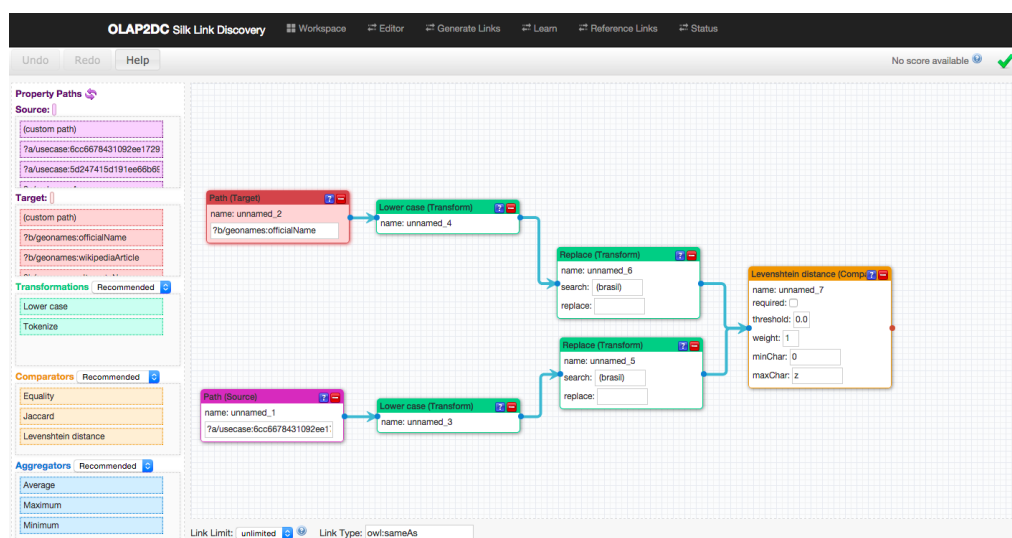 OLAP2DC Silk Link Discovery Workspace Editor Generate Links Learn Reference Links Status
Undo Redo Help No score available
Property Paths
Source:
(custom path)
?a/usecase:6cc6678431092ee1729
?a/usecase:5d247415d191ee66b69
Target:
(custom path)
?b/geonames:officialName
?b/geonames:wikipediaArticle
Transformations Recommended
Lower case
Tokenize
Comparators Recommended
Equality
Jaccard
Levenshtein distance
Aggregators Recommended
Average
Maximum
Minimum
Path (Target)
name: unnamed_2
?b/geonames:officialName
Lower case (Transform)
name: unnamed_4
Replace (Transform)
name: unnamed_6
search: (brasil)
replace:
Levenshtein distance (Compa
name: unnamed_7
required:
threshold: 0.0
weight: 1
minChar: 0
maxChar: z
Replace (Transform)
name: unnamed_5
search: (brasil)
replace:
Path (Source)
name: unnamed_1
?a/usecase:6cc6678431092ee1
Lower case (Transform)
name: unnamed_3
Link Limit: unlimited Link Type: owl:sameAs